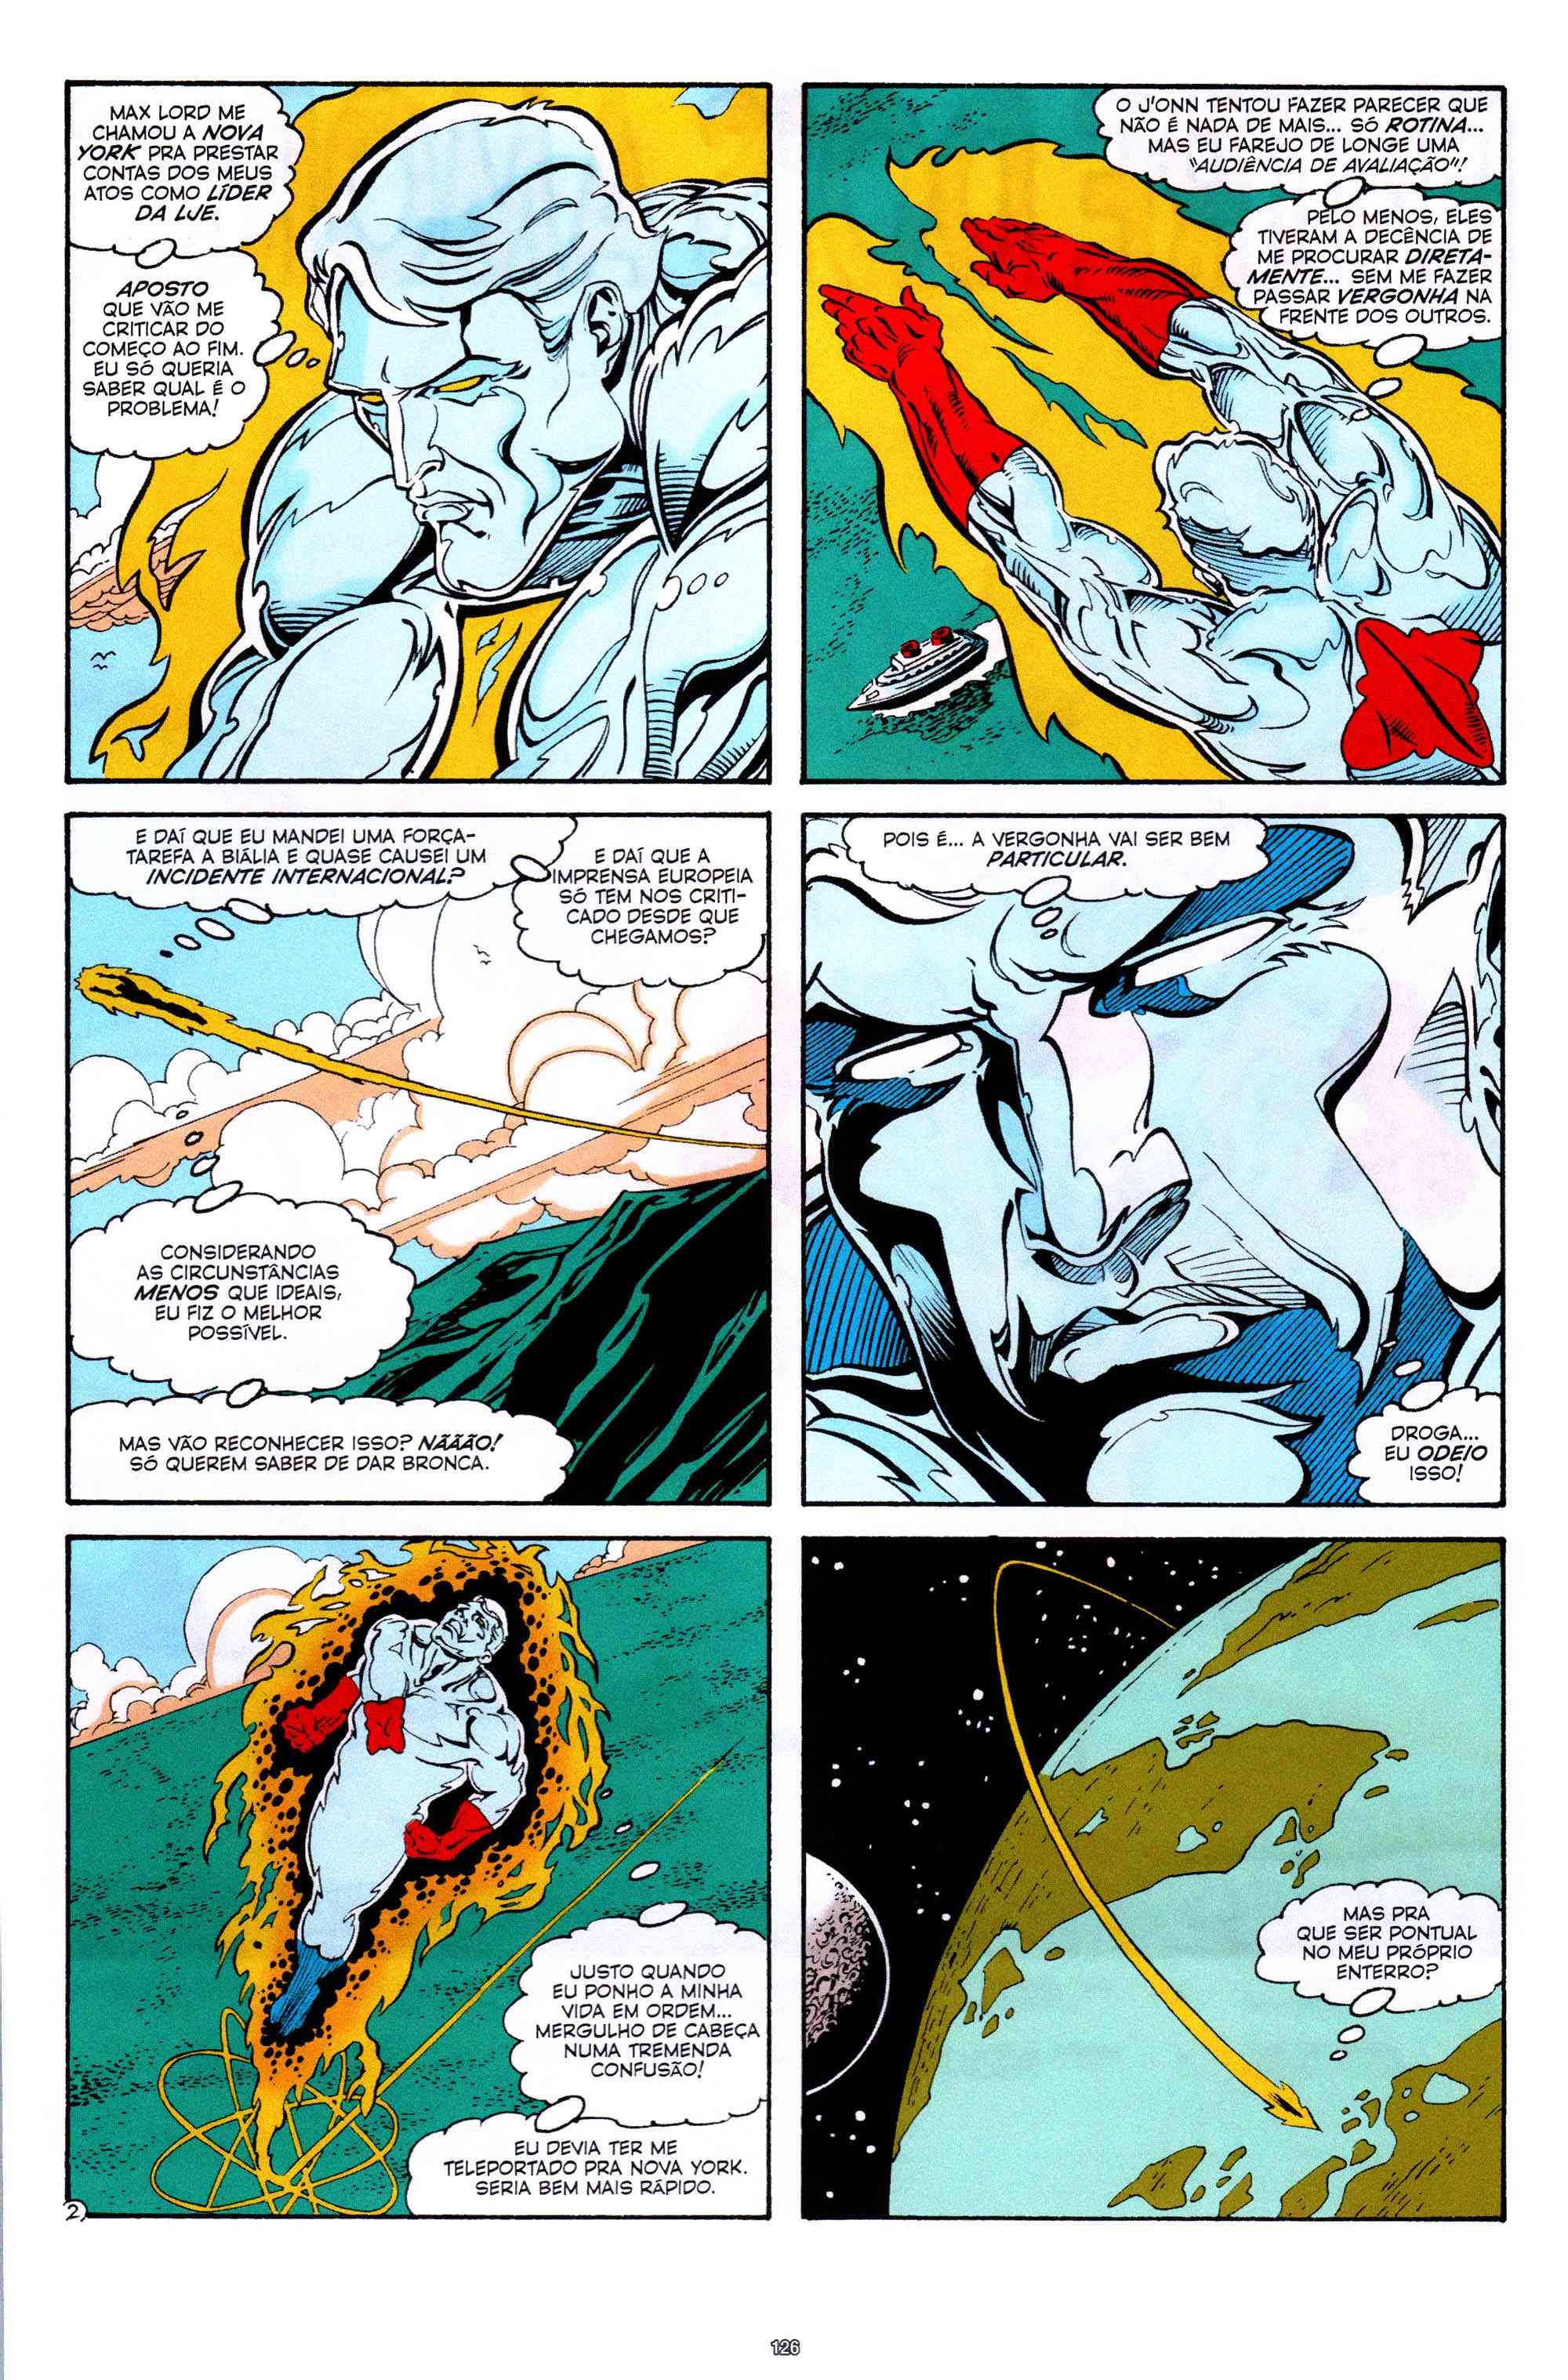 MAX LORD ME
CHAMOU A NOVA
YORK PRA PRESTAR
CONTAS DOS MEUS
ATOS COMO LÍDER
DA LJE.
APOSTO
QUE VÃO ME
CRITICAR DO
COMEÇO AO FIM.
EU SÓ QUERIA
SABER QUAL É O
PROBLEMA!
O J'ONN TENTOU FAZER PARECER QUE
NÃO É NADA DE MAIS... SÓ ROTINA...
MAS EU FAREJO DE LONGE UMA
"AUDIÊNCIA DE AVALIAÇÃO"!
PELO MENOS, ELES
TIVERAM A DECÊNCIA DE
ME PROCURAR DIRETA-
MENTE... SEM ME FAZER
PASSAR VERGONHA NA
FRENTE DOS OUTROS.
E DAÍ QUE EU MANDEI UMA FORÇA-
TAREFA A BIÁLIA E QUASE CAUSEI UM
INCIDENTE INTERNACIONAL?
E DAÍ QUE A
IMPRENSA EUROPEIA
SÓ TEM NOS CRITI-
CADO DESDE QUE
CHEGAMOS?
CONSIDERANDO
AS CIRCUNSTÂNCIAS
MENOS QUE IDEAIS,
EU FIZ O MELHOR
POSSÍVEL.
MAS VÃO RECONHECER ISSO? NÃÃÃO!
SÓ QUEREM SABER DE DAR BRONCA.
POIS É... A VERGONHA VAI SER BEM
PARTICULAR.
DROGA...
EU ODEIO
ISSO!
JUSTO QUANDO
EU PONHO A MINHA
VIDA EM ORDEM...
MERGULHO DE CABEÇA
NUMA TREMENDA
CONFUSÃO!
EU DEVIA TER ME
TELEPORTADO PRA NOVA YORK.
SERIA BEM MAIS RÁPIDO.
2
MAS PRA
QUE SER PONTUAL
NO MEU PRÓPRIO
ENTERRO?
126